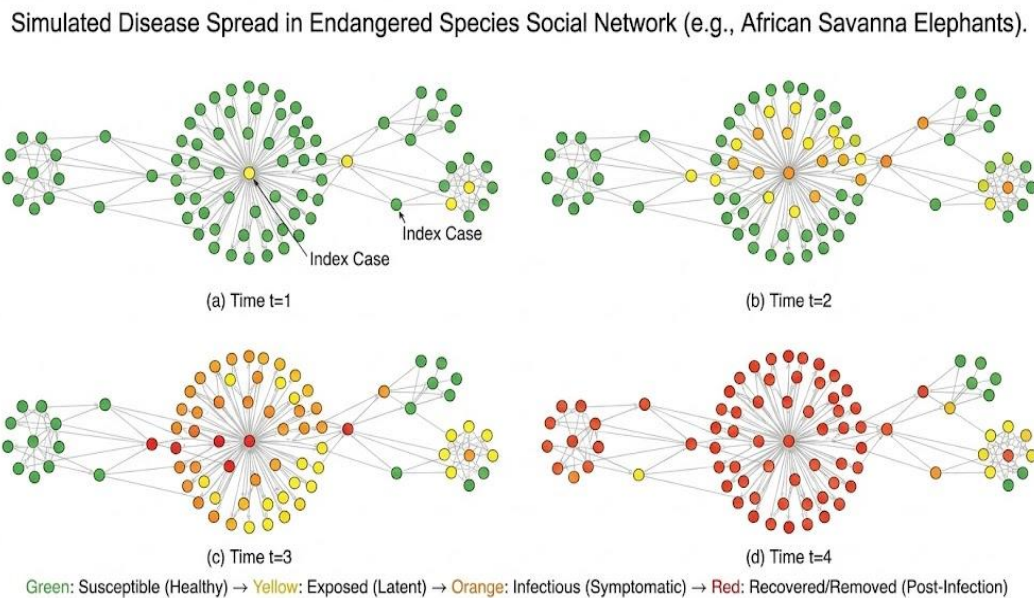 Simulated Disease Spread in Endangered Species Social Network (e.g., African Savanna Elephants).
Index Case
Index Case
(a) Time t=1
(b) Time t=2
(c) Time t=3
(d) Time t=4
Green: Susceptible (Healthy) → Yellow: Exposed (Latent) → Orange: Infectious (Symptomatic) → Red: Recovered/Removed (Post-Infection)